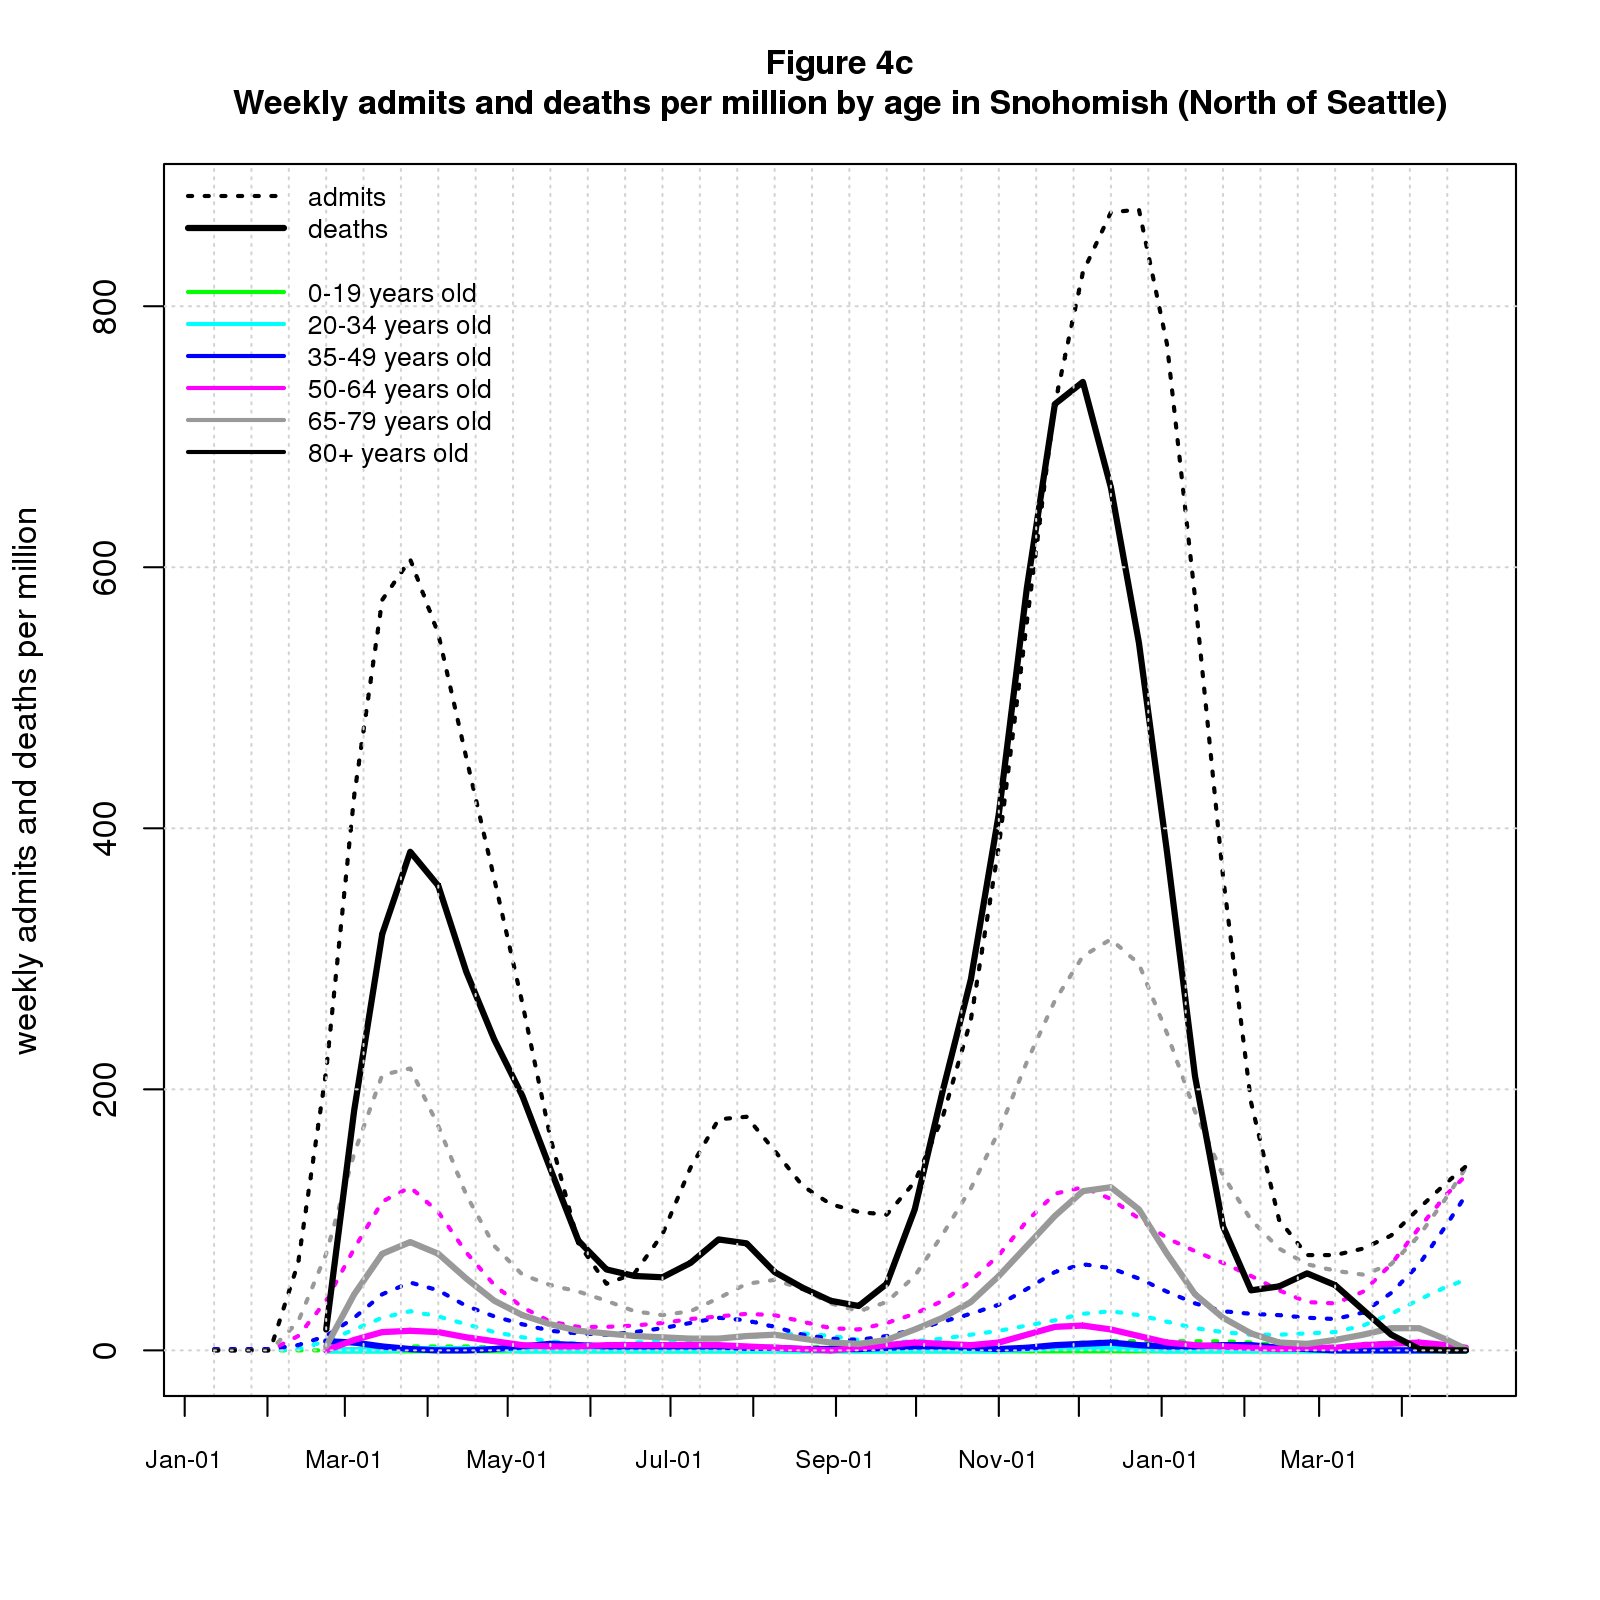 Figure 4c
Weekly admits and deaths per million by age in Snohomish (North of Seattle)
admits
deaths
0-19 years old
20-34 years old
35-49 years old
50-64 years old
65-79 years old
80+ years old
weekly admits and deaths per million
800
600
400
200
0
Jan-01 Mar-01 May-01 Jul-01 Sep-01 Nov-01 Jan-01 Mar-01